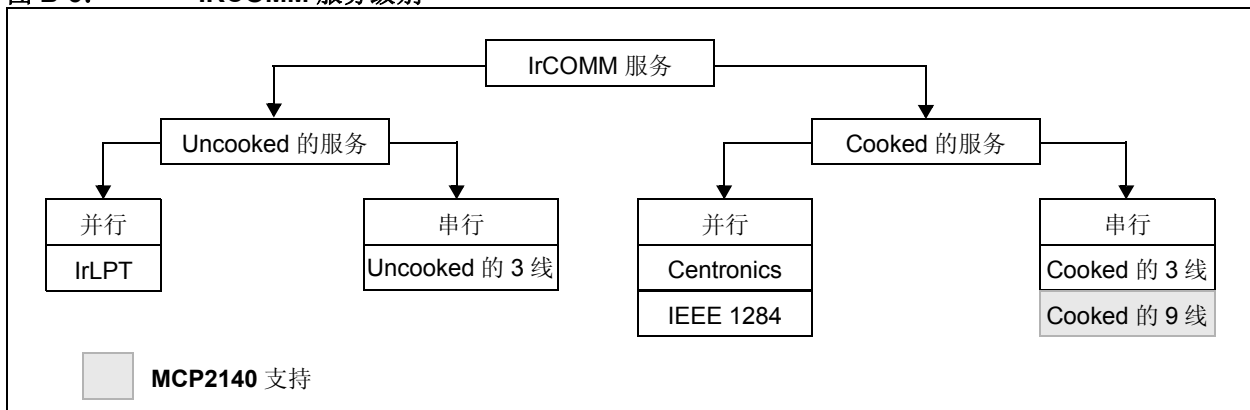 IrCOMM 服务
Uncooked 的服务
Cooked 的服务
并行
IrLPT
串行
Uncooked 的 3 线
并行
Centronics
IEEE 1284
串行
Cooked 的 3 线
Cooked 的 9 线
MCP2140 支持